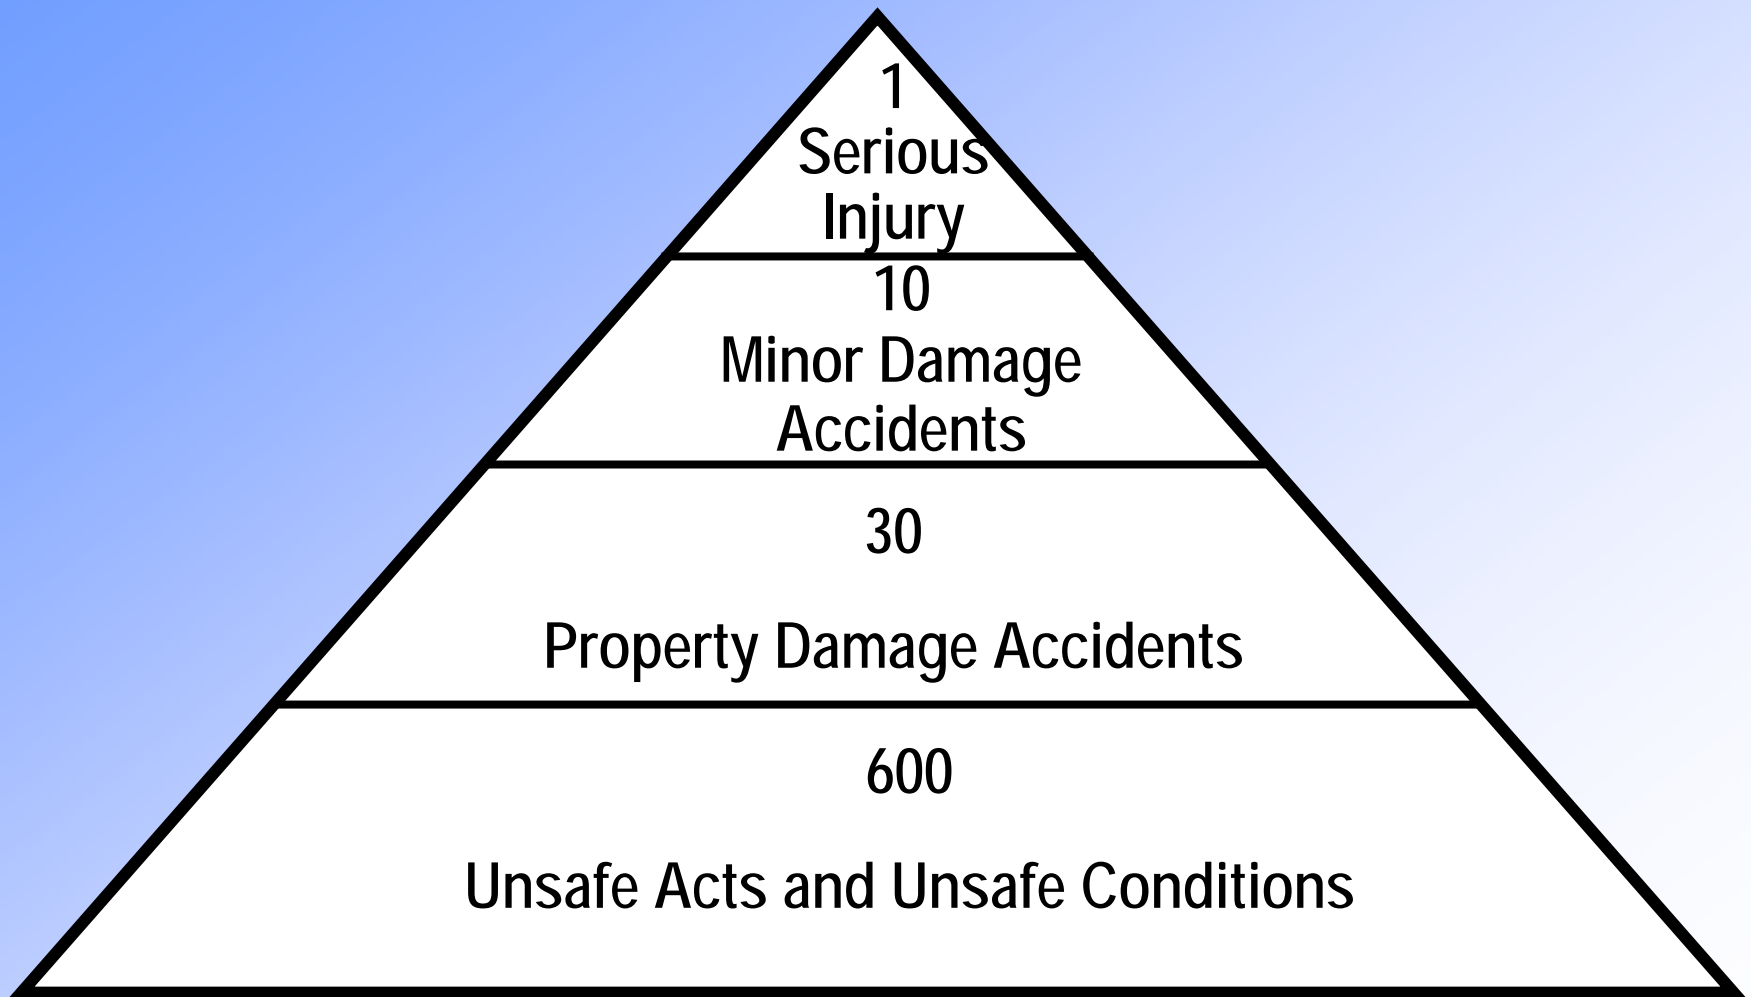 1
Serious
Injury
10
Minor Damage
Accidents
30
Property Damage Accidents
600
Unsafe Acts and Unsafe Conditions